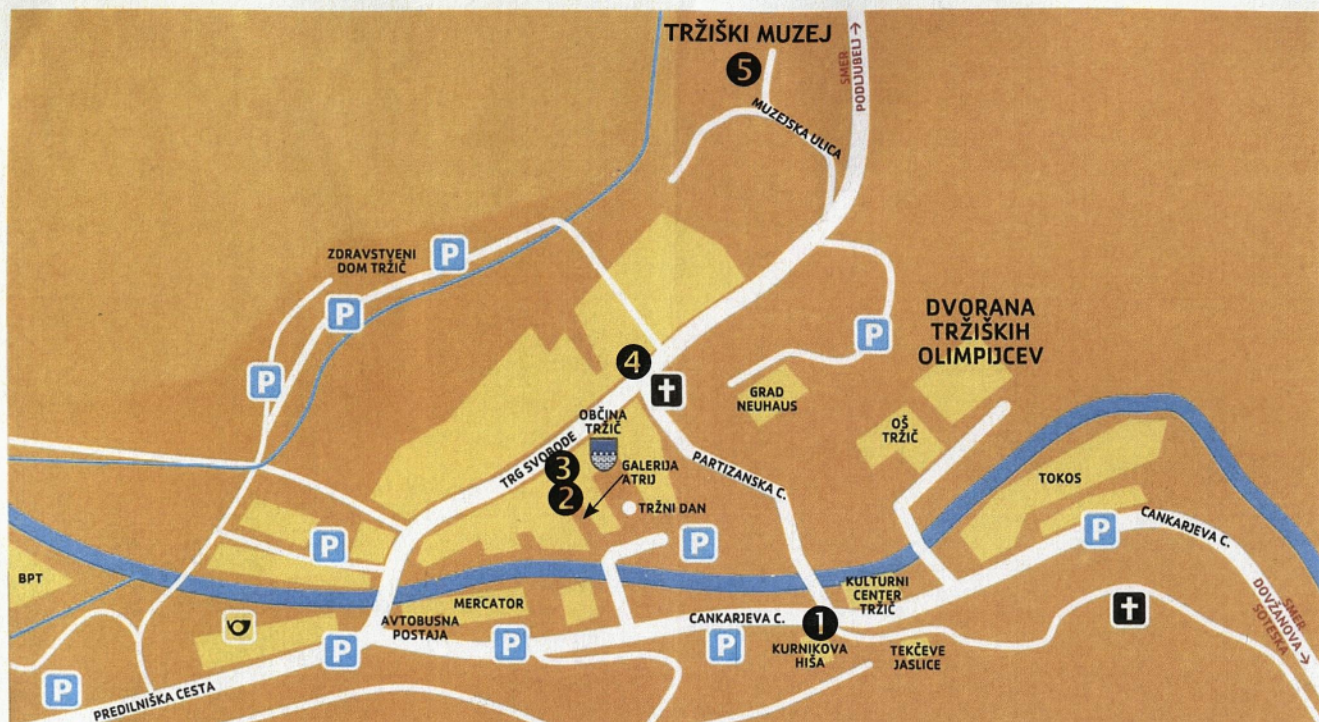 TRŽIŠKI MUZEJ
5
SMER
PODLJUBELJ →
MUZEJSKA ULICA
ZDRAVSTVENI
DOM TRŽIČ
P
P
P
P
DVORANA
TRŽIŠKIH
OLIMPIJCEV
4
GRAD
NEUHAUS
OBČINA
TRŽIČ
OŠ
TRŽIČ
TRG SVOBODE
3
GALERIJA
ATRIJ
PARTIZANSKA C.
2
TRŽNI DAN
TOKOS
CANKARJEVA C.
P
P
P
BPT
MERCATOR
KULTURNI
CENTER
TRŽIČ
AVTOBUSNA
POSTAJA
CANKARJEVA C.
1
P
P
P
KURNIKOVA
HIŠA
TEKČEVE
JASLICE
SMER
DOVŽANOVA
SOTESKA →
P
PREDILNIŠKA CESTA